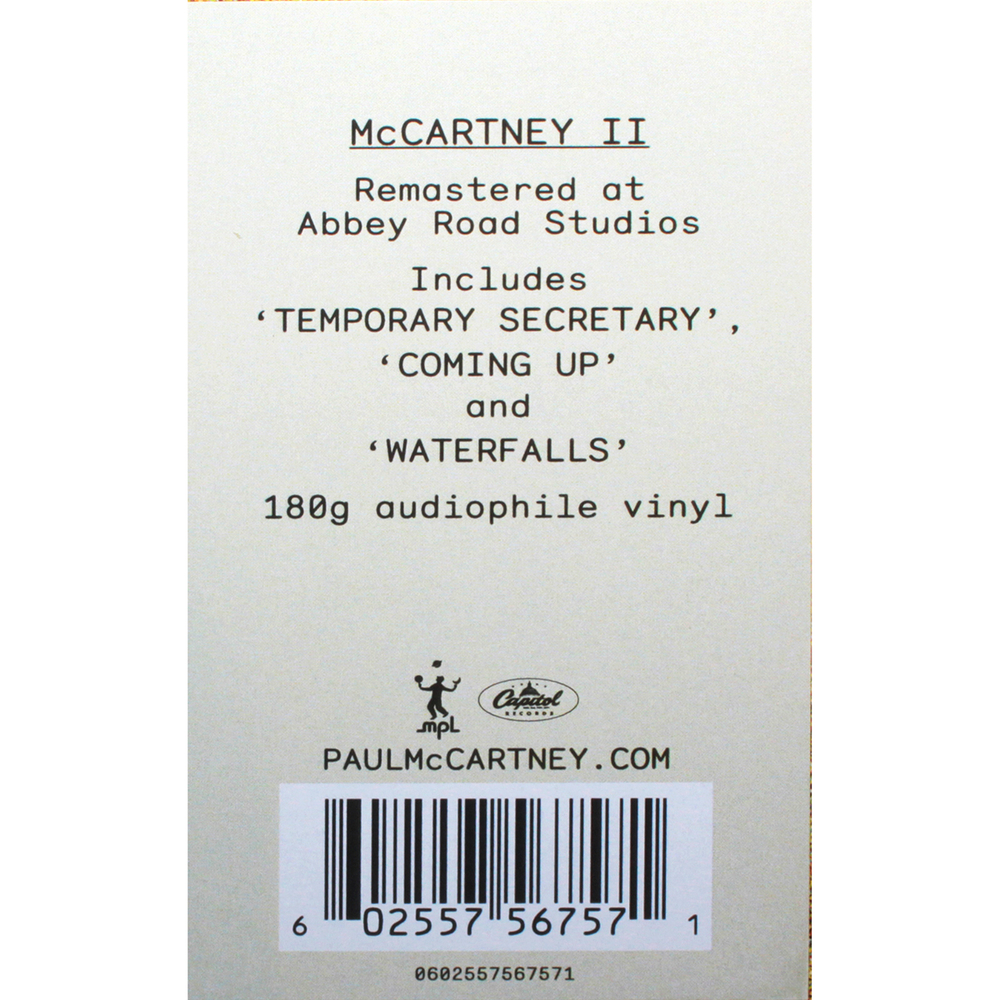 McCARTNEY II
Remastered at
Abbey Road Studios
Includes
‘TEMPORARY SECRETARY’,
‘COMING UP’
and
‘WATERFALLS’
180g audiophile vinyl
mpl
Capitol
RECORDS
PAULMcCARTNEY.COM
6 02557 56757 1
0602557567571